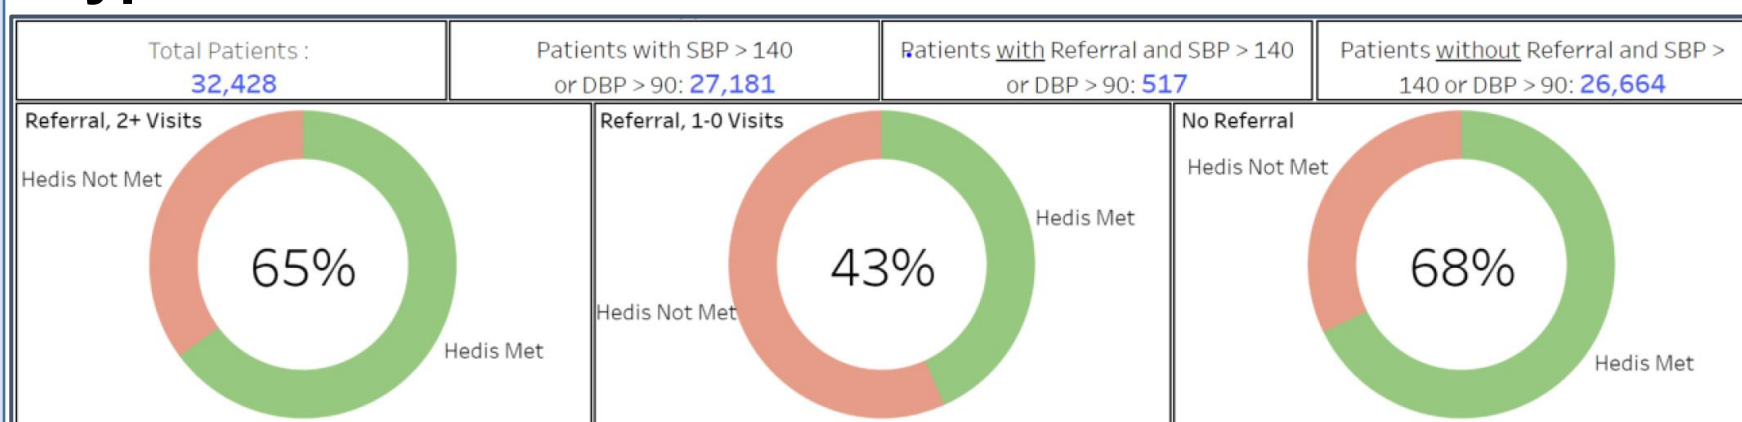 Total Patients :
32,428
Patients with SBP > 140
or DBP > 90: 27,181
Patients with Referral and SBP > 140
or DBP > 90: 517
Patients without Referral and SBP >
140 or DBP > 90: 26,664
Referral, 2+ Visits
Hedis Not Met
65%
Hedis Met
Referral, 1-0 Visits
Hedis Met
43%
Hedis Not Met
No Referral
Hedis Not Met
68%
Hedis Met